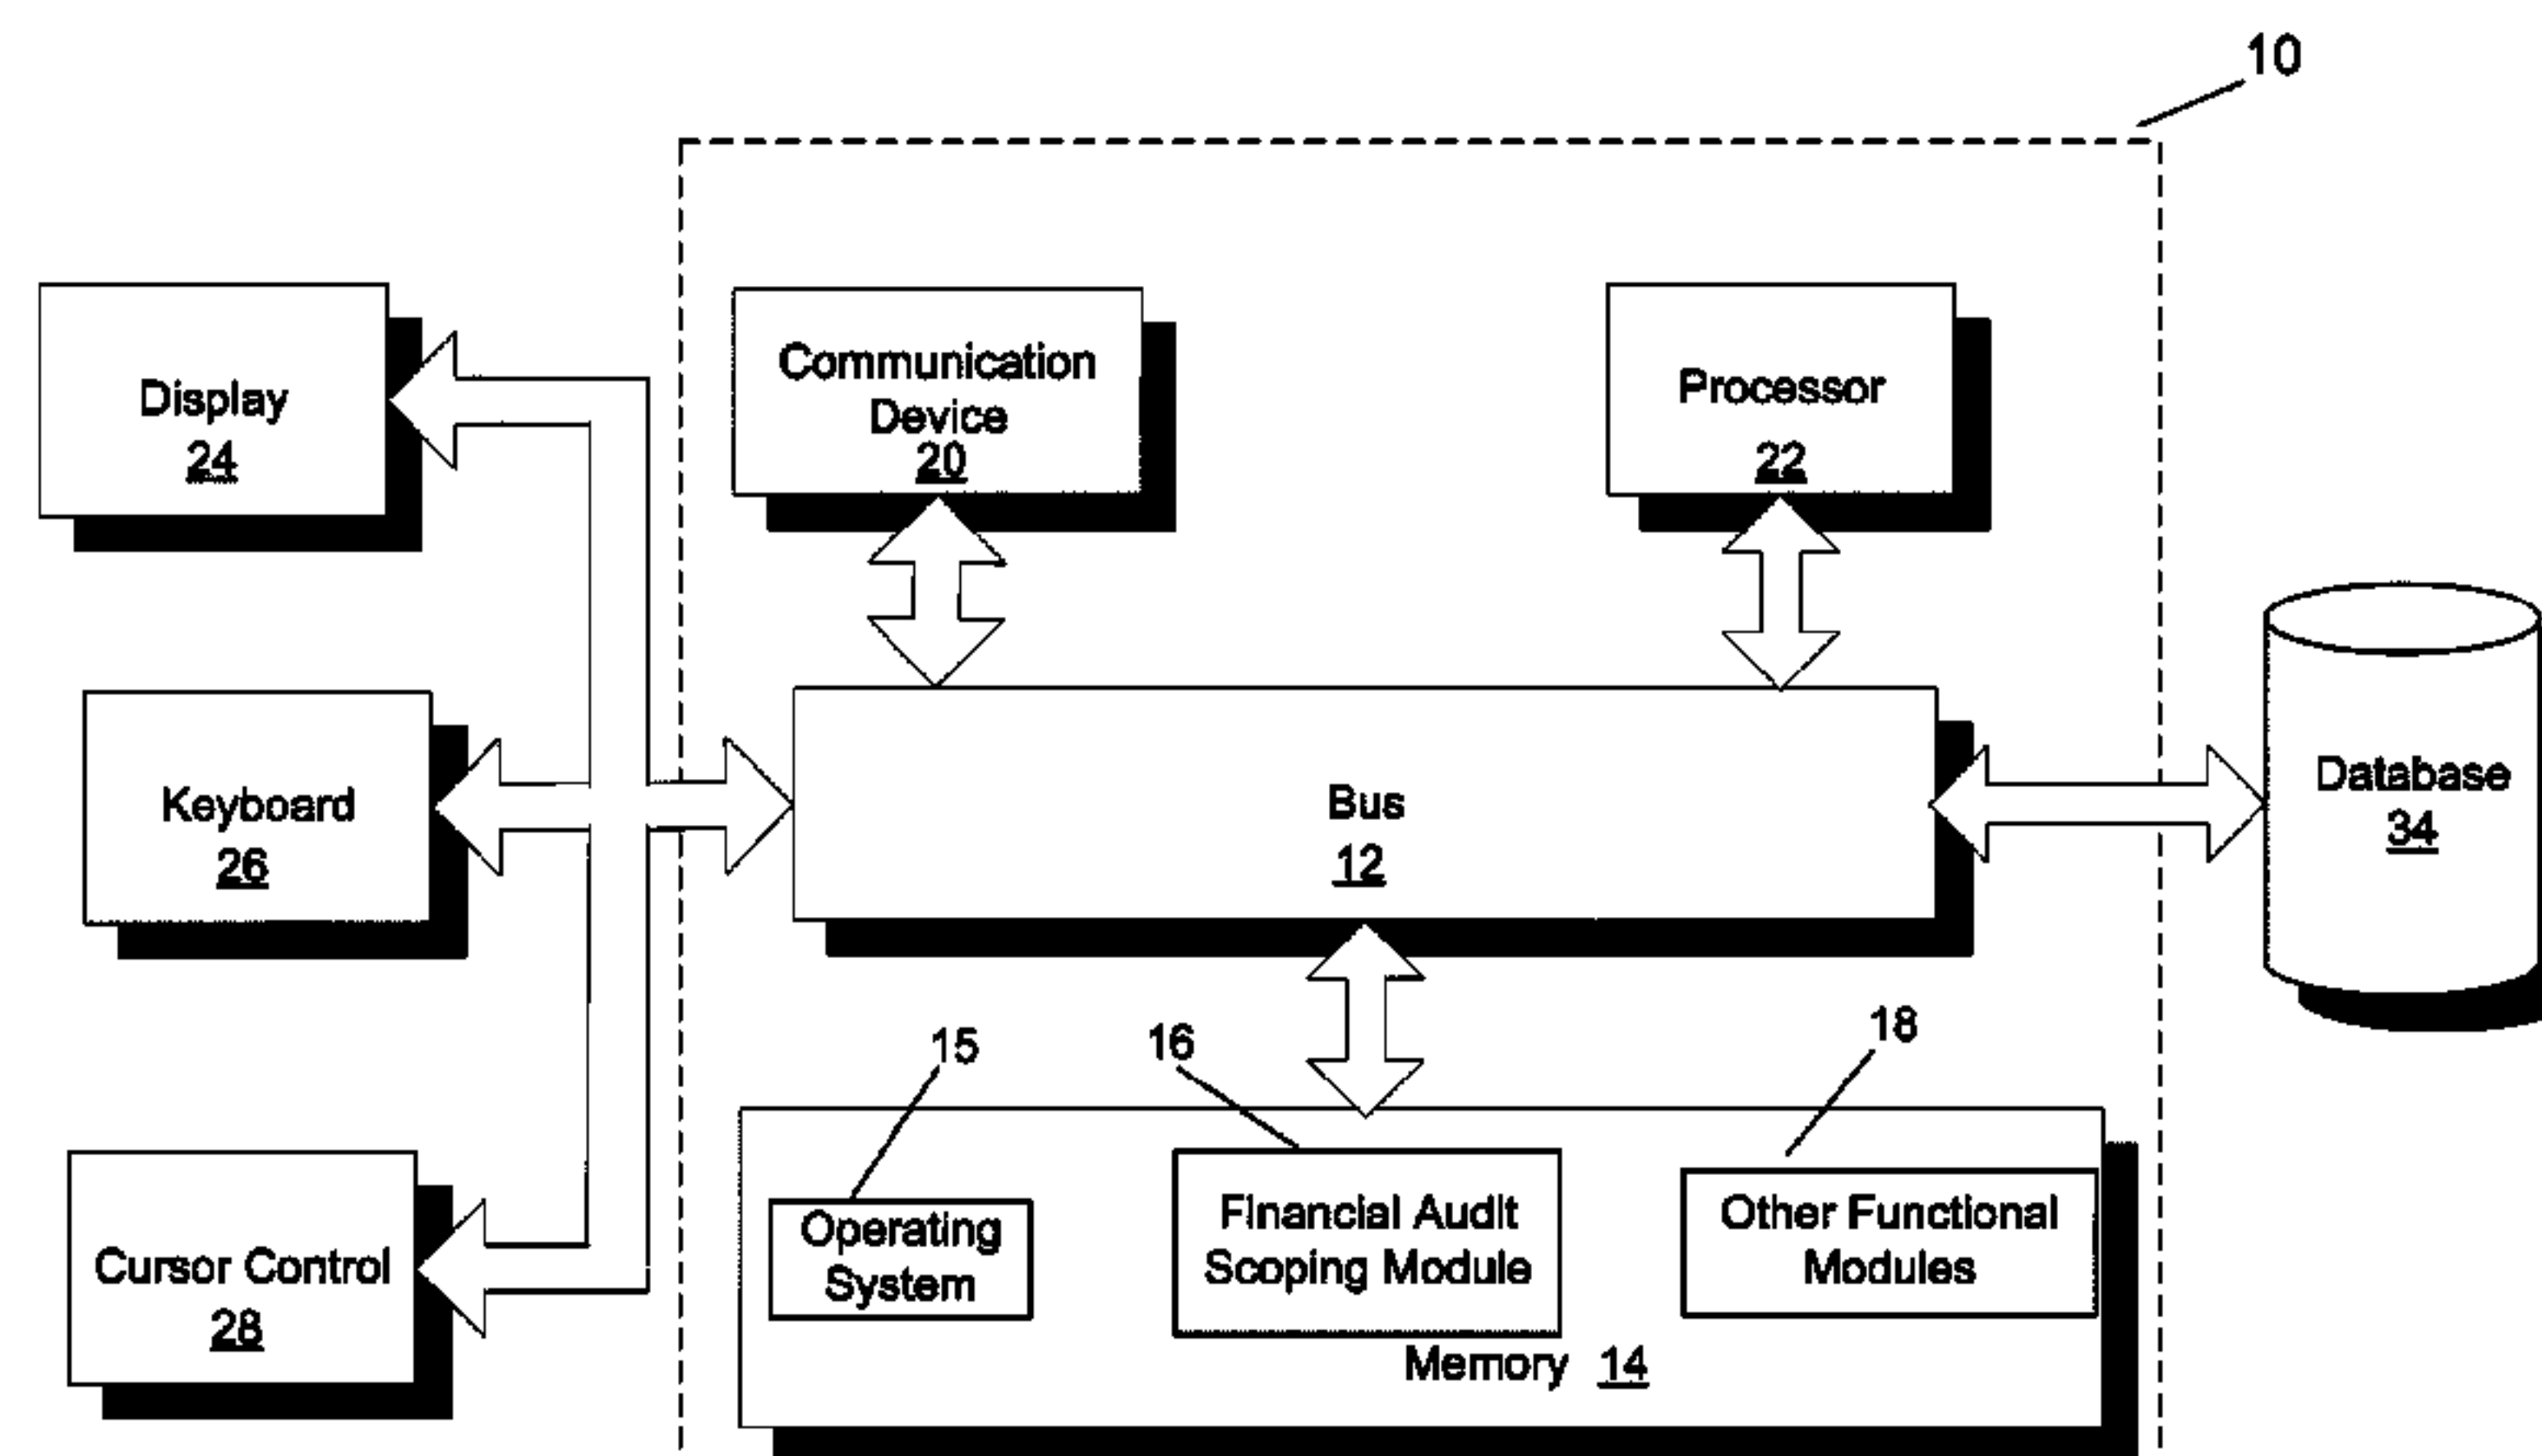 10
Display
24
Communication
Device
20
Processor
22
Keyboard
26
Bus
12
Database
34
15
16
18
Cursor Control
28
Operating
System
Financial Audit
Scoping Module
Other Functional
Modules
Memory 14